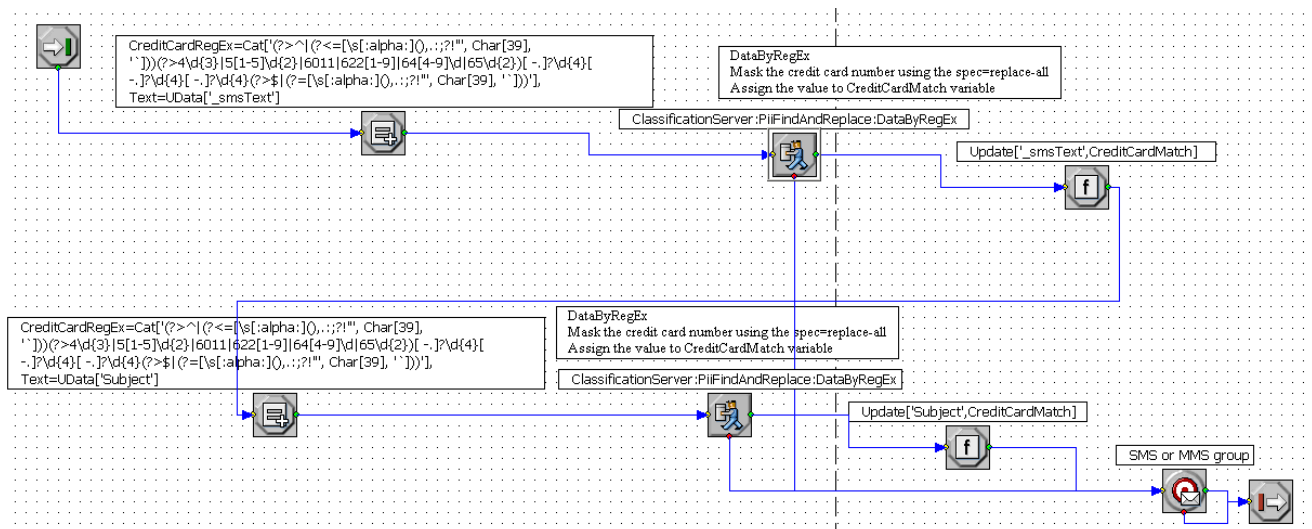 CreditCardRegEx=Cat['(?>^|(?<=[\s[:alpha:](),.:;?!"', Char[39],
'`]))(?>4\d{3}|5[1-5]\d{2}|6011|622[1-9]|64[4-9]\d|65\d{2})[ -.]?\d{4}[
-.]?\d{4}[ -.]?\d{4}(?>$|(?=[\s[:alpha:](),.:;?!"', Char[39], '`]))'],
Text=UData['_smsText']
DataByRegEx
Mask the credit card number using the spec=replace-all
Assign the value to CreditCardMatch variable
ClassificationServer:PiiFindAndReplace:DataByRegEx
Update['_smsText',CreditCardMatch]
f
CreditCardRegEx=Cat['(?>^|(?<=[\s[:alpha:](),.:;?!"', Char[39],
'`]))(?>4\d{3}|5[1-5]\d{2}|6011|622[1-9]|64[4-9]\d|65\d{2})[ -.]?\d{4}[
-.]?\d{4}[ -.]?\d{4}(?>$|(?=[\s[:alpha:](),.:;?!"', Char[39], '`]))'],
Text=UData['Subject']
DataByRegEx
Mask the credit card number using the spec=replace-all
Assign the value to CreditCardMatch variable
ClassificationServer:PiiFindAndReplace:DataByRegEx
Update['Subject',CreditCardMatch]
f
SMS or MMS group